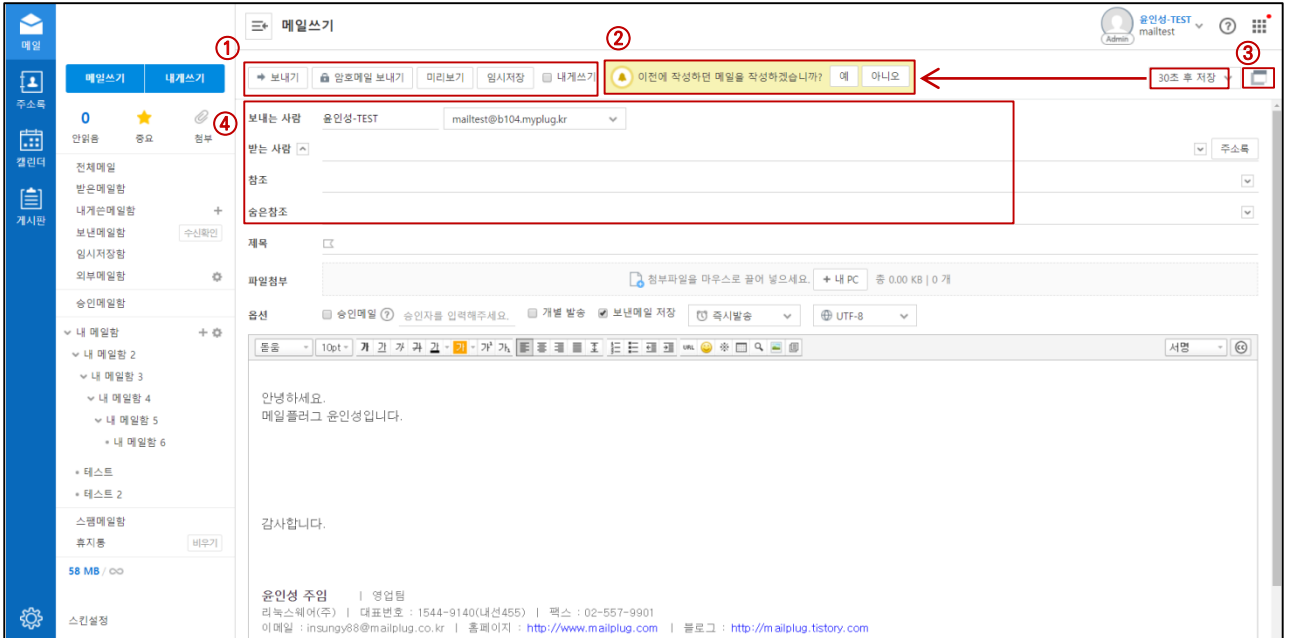 메일
메일쓰기
Admin
윤인성-TEST
mailtest
①
②
③
메일쓰기 내게쓰기
보내기 암호메일 보내기 미리보기 임시저장 내게쓰기
이전에 작성하던 메일을 작성하겠습니까? 예 아니오
30초 후 저장
주소록
0
안읽음 중요 첨부
④
보내는 사람 윤인성-TEST mailtest@b104.myplug.kr
받는 사람 주소록
참조
숨은참조
캘린더
게시판
전체메일
받은메일함
내게쓴메일함
보낸메일함 수신확인
임시저장함
외부메일함
승인메일함
내 메일함
내 메일함 2
내 메일함 3
내 메일함 4
내 메일함 5
내 메일함 6
테스트
테스트 2
스팸메일함
휴지통 비우기
58 MB /
스킨설정
제목
파일첨부 첨부파일을 마우스로 끌어 넣으세요. + 내 PC 총 0.00 KB | 0 개
옵션 승인메일 승인자를 입력해주세요. 개별 발송 보낸메일 저장 즉시발송 UTF-8
돋움 10pt 가 간 가 과 간 가 가 가 URL 서명
안녕하세요.
메일플러그 윤인성입니다.
감사합니다.
윤인성 주임 | 영업팀
리눅스웨어(주) | 대표번호 : 1544-9140(내선455) | 팩스 : 02-557-9901
이메일 : insungy88@mailplug.co.kr | 홈페이지 : http://www.mailplug.com | 블로그 : http://mailplug.tistory.com